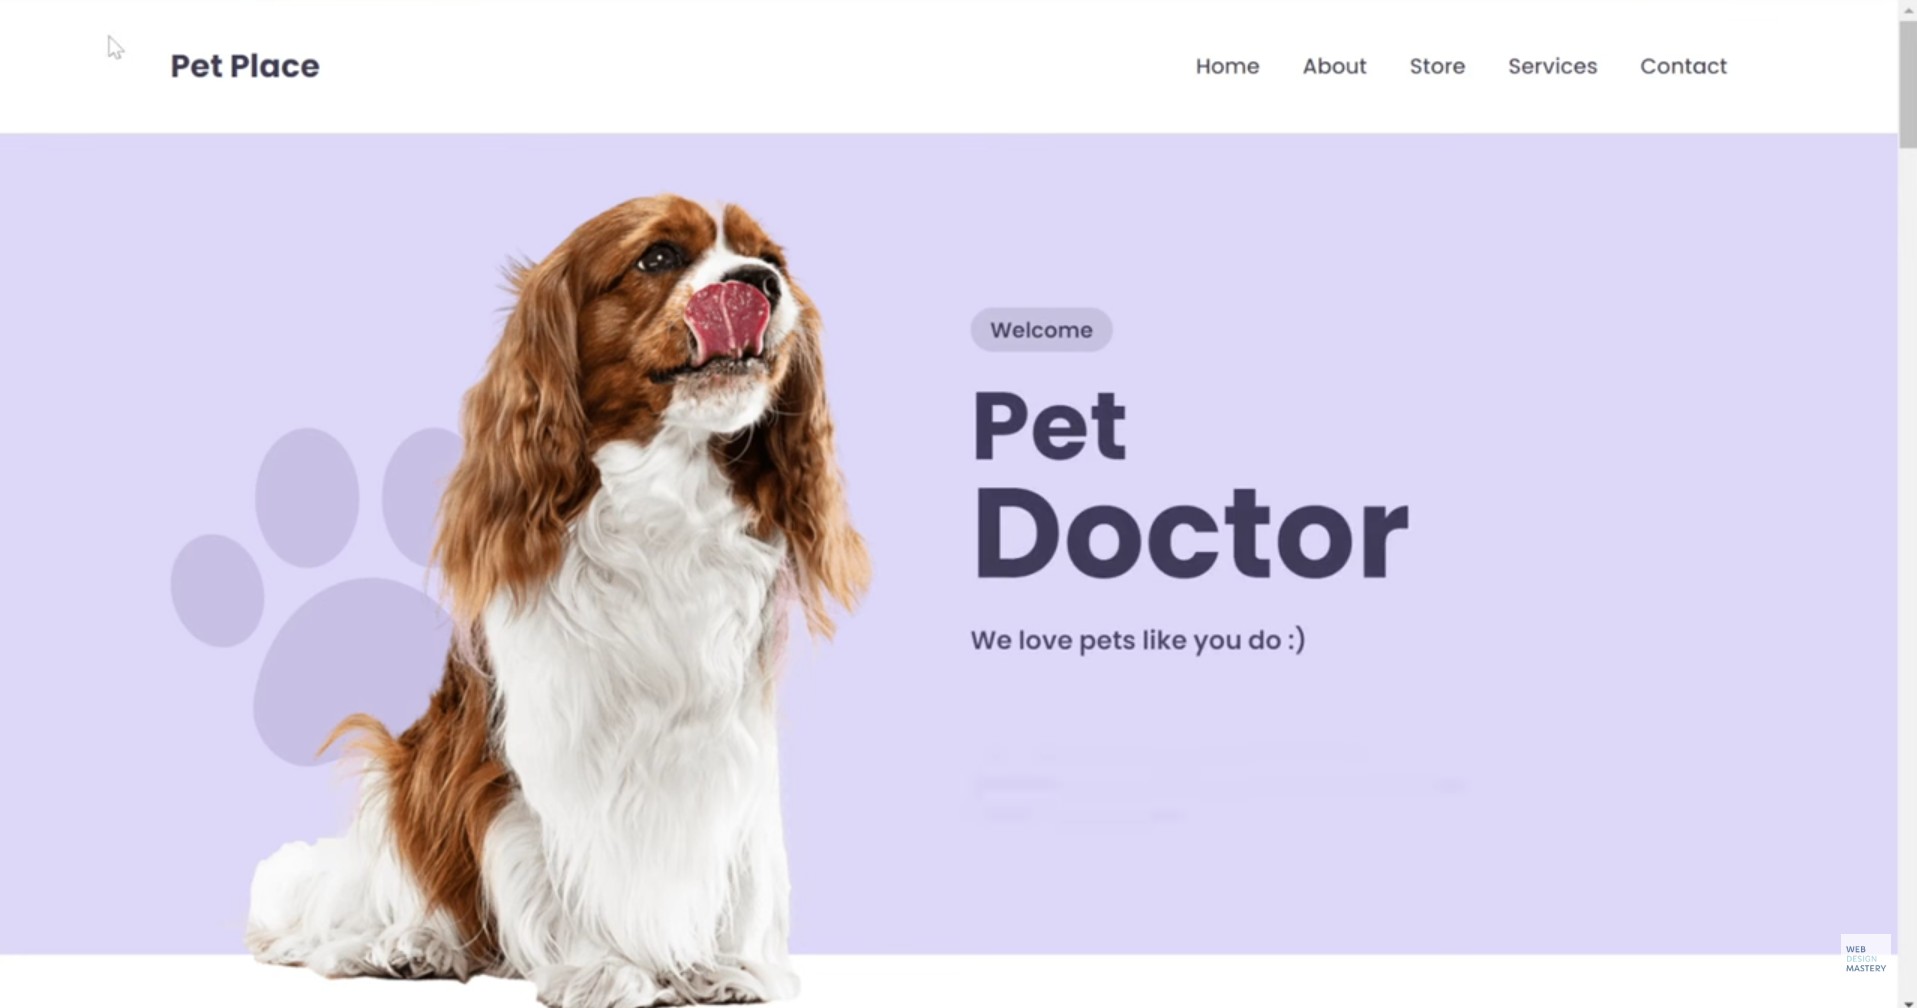 Pet Place
Home About Store Services Contact
Welcome
Pet
Doctor
We love pets like you do :)
WEB
DESIGN
MASTERY